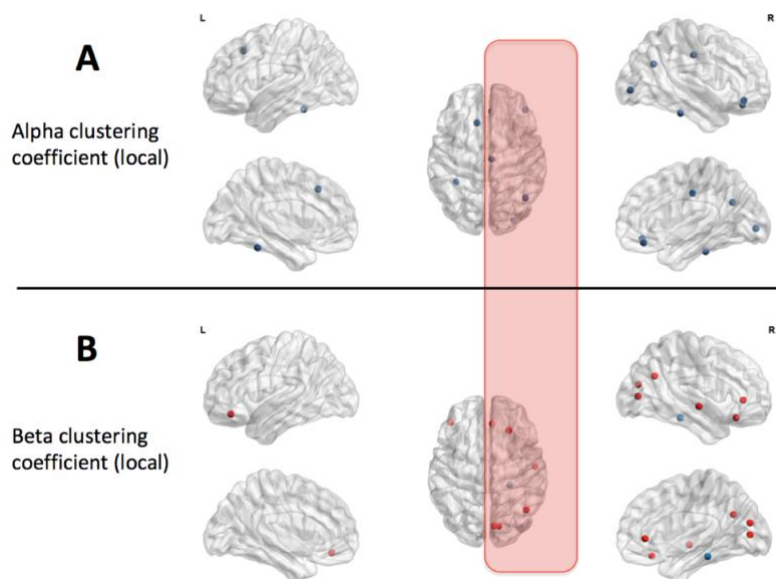 L
R
A
Alpha clustering
coefficient (local)
L
R
B
Beta clustering
coefficient (local)